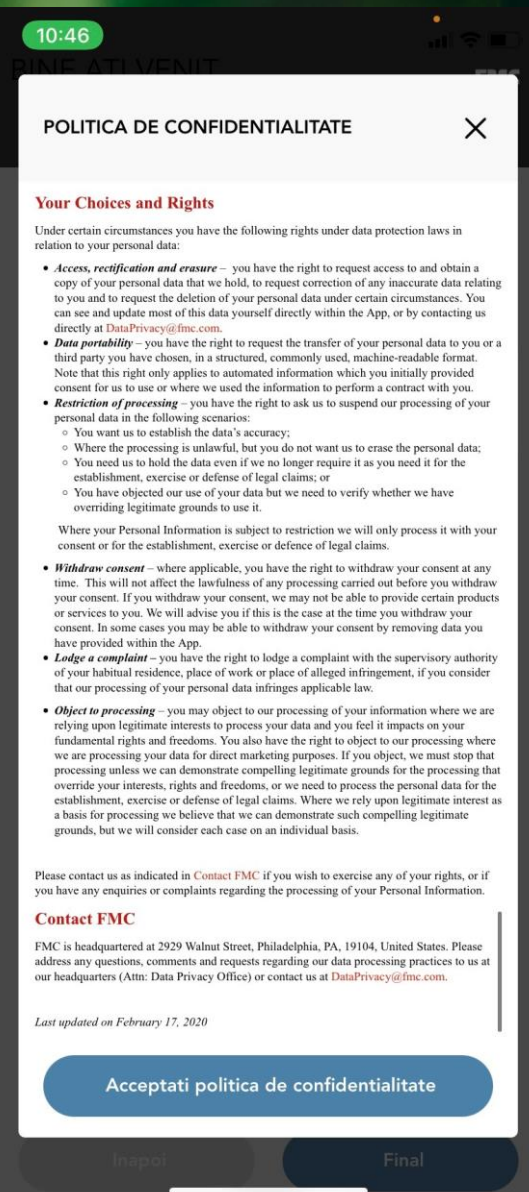 10:46
BINE ATI VENIT
FMC
POLITICA DE CONFIDENTIALITATE
Your Choices and Rights
Under certain circumstances you have the following rights under data protection laws in
relation to your personal data:
• Access, rectification and erasure – you have the right to request access to and obtain a
copy of your personal data that we hold, to request correction of any inaccurate data relating
to you and to request the deletion of your personal data under certain circumstances. You
can see and update most of this data yourself directly within the App, or by contacting us
directly at DataPrivacy@fmc.com.
• Data portability – you have the right to request the transfer of your personal data to you or a
third party you have chosen, in a structured, commonly used, machine-readable format.
Note that this right only applies to automated information which you initially provided
consent for us to use or where we used the information to perform a contract with you.
• Restriction of processing – you have the right to ask us to suspend our processing of your
personal data in the following scenarios:
○ You want us to establish the data's accuracy;
○ Where the processing is unlawful, but you do not want us to erase the personal data;
○ You need us to hold the data even if we no longer require it as you need it for the
establishment, exercise or defense of legal claims; or
○ You have objected our use of your data but we need to verify whether we have
overriding legitimate grounds to use it.
Where your Personal Information is subject to restriction we will only process it with your
consent or for the establishment, exercise or defence of legal claims.
• Withdraw consent – where applicable, you have the right to withdraw your consent at any
time. This will not affect the lawfulness of any processing carried out before you withdraw
your consent. If you withdraw your consent, we may not be able to provide certain products
or services to you. We will advise you if this is the case at the time you withdraw your
consent. In some cases you may be able to withdraw your consent by removing data you
have provided within the App.
• Lodge a complaint – you have the right to lodge a complaint with the supervisory authority
of your habitual residence, place of work or place of alleged infringement, if you consider
that our processing of your personal data infringes applicable law.
• Object to processing – you may object to our processing of your information where we are
relying upon legitimate interests to process your data and you feel it impacts on your
fundamental rights and freedoms. You also have the right to object to our processing where
we are processing your data for direct marketing purposes. If you object, we must stop that
processing unless we can demonstrate compelling legitimate grounds for the processing that
override your interests, rights and freedoms, or we need to process the personal data for the
establishment, exercise or defense of legal claims. Where we rely upon legitimate interest as
a basis for processing we believe that we can demonstrate such compelling legitimate
grounds, but we will consider each case on an individual basis.
Please contact us as indicated in Contact FMC if you wish to exercise any of your rights, or if
you have any enquiries or complaints regarding the processing of your Personal Information.
Contact FMC
FMC is headquartered at 2929 Walnut Street, Philadelphia, PA, 19104, United States. Please
address any questions, comments and requests regarding our data processing practices to us at
our headquarters (Attn: Data Privacy Office) or contact us at DataPrivacy@fmc.com.
Last updated on February 17, 2020
Acceptati politica de confidentialitate
Inapoi
Final